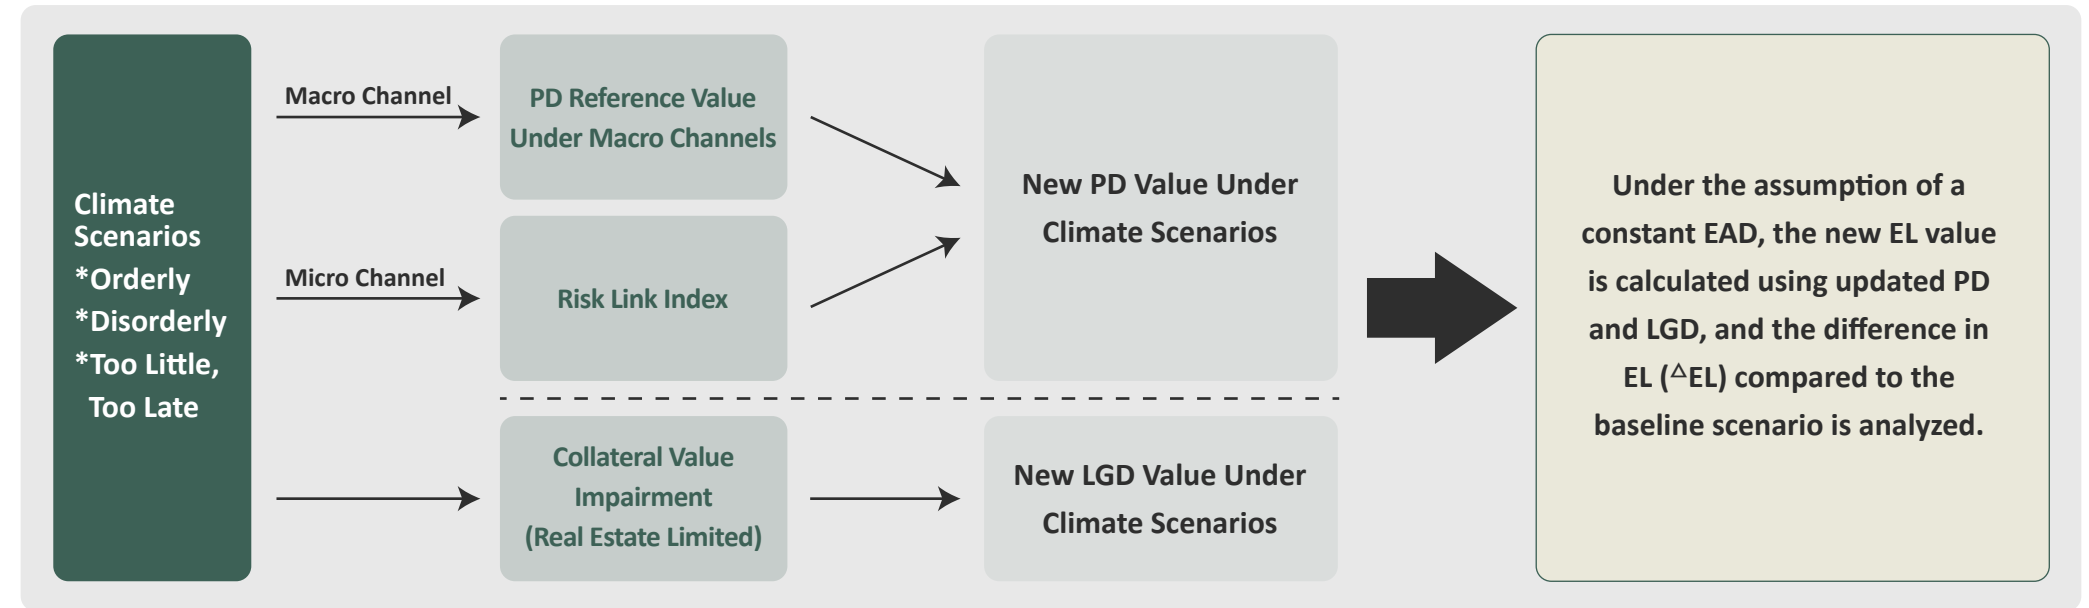 Climate
Scenarios
*Orderly
*Disorderly
*Too Little,
Too Late
Macro Channel
Micro Channel
PD Reference Value
Under Macro Channels
Risk Link Index
Collateral Value
Impairment
(Real Estate Limited)
New PD Value Under
Climate Scenarios
New LGD Value Under
Climate Scenarios
Under the assumption of a
constant EAD, the new EL value
is calculated using updated PD
and LGD, and the difference in
EL (△EL) compared to the
baseline scenario is analyzed.